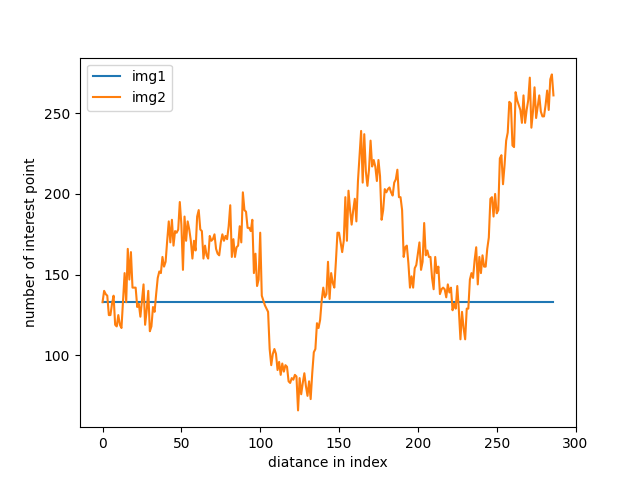 img1
img2
250
200
150
100
number of interest point
0 50 100 150 200 250 300
diatance in index